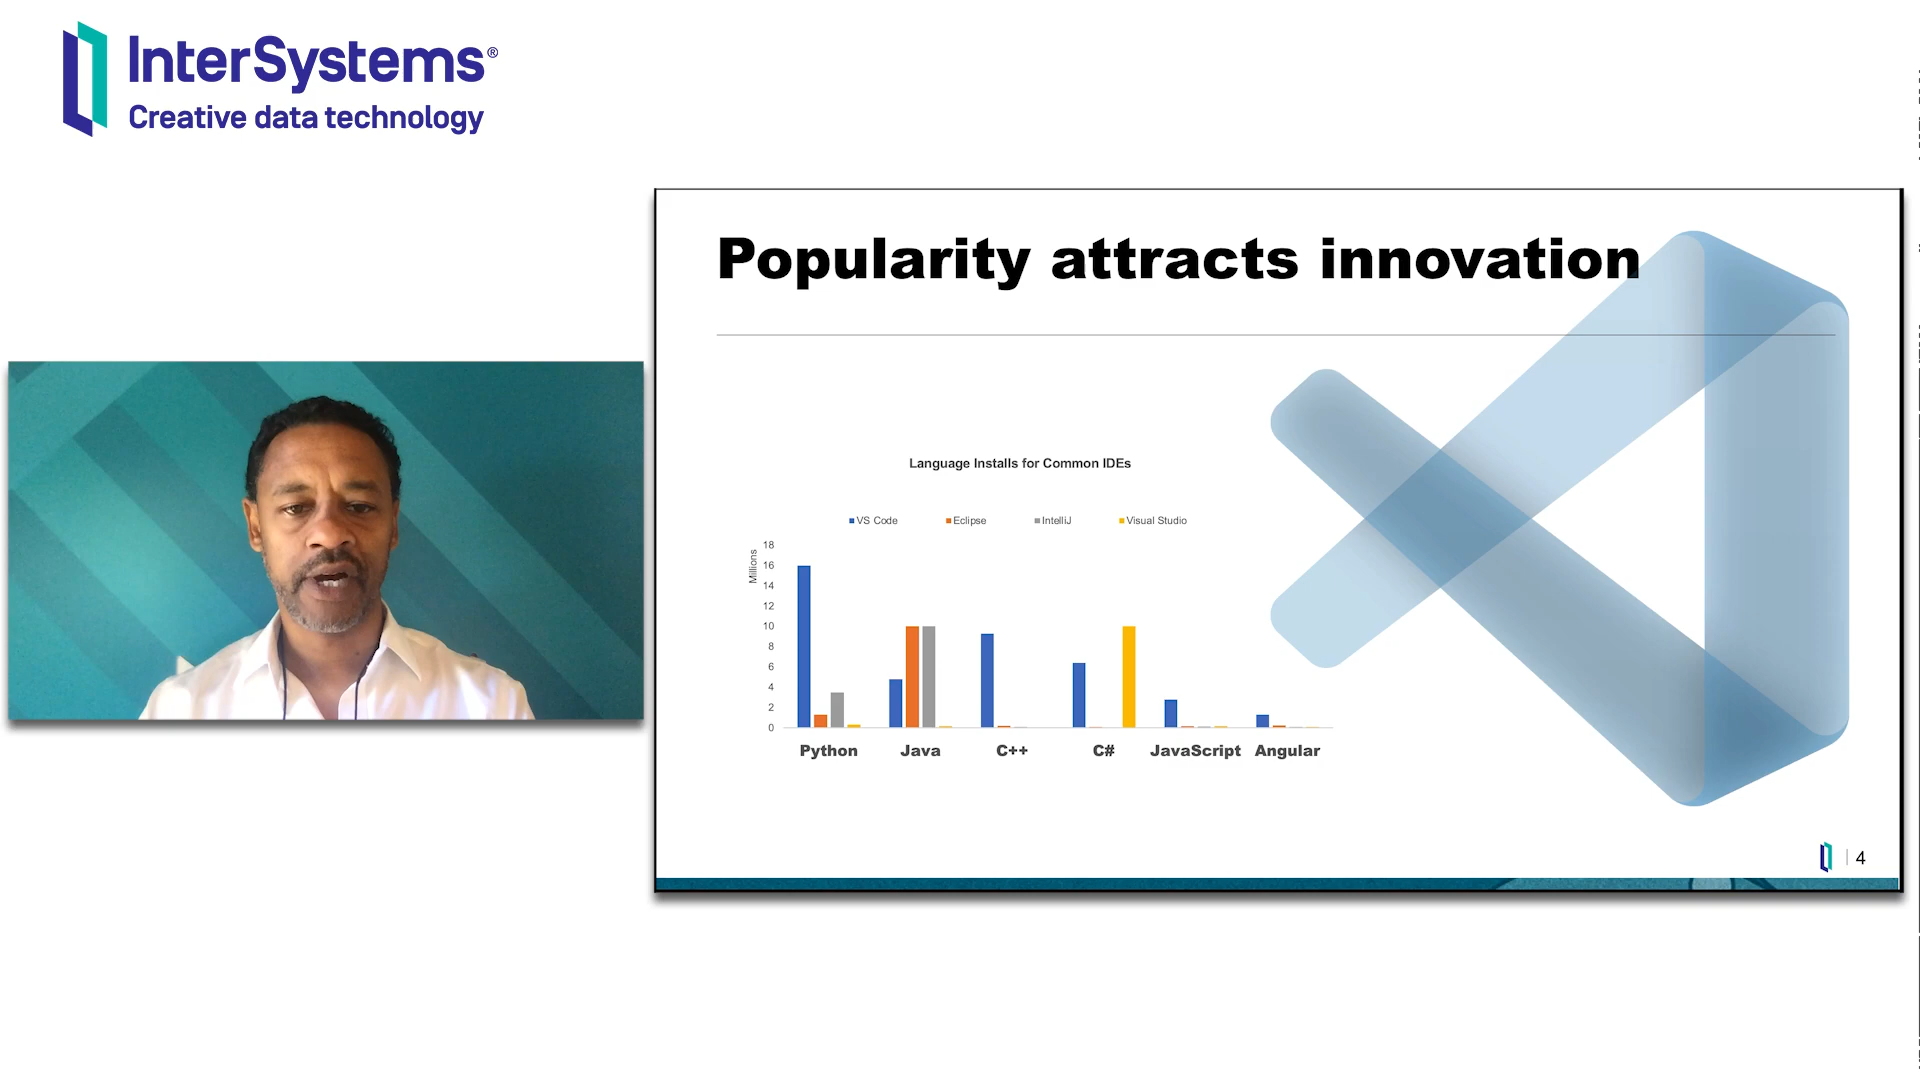 InterSystems®
Creative data technology
Popularity attracts innovation
Language Installs for Common IDEs
VS Code Eclipse IntelliJ Visual Studio
Millions
18
16
14
12
10
8
6
4
2
0
Python Java C++ C# JavaScript Angular
4